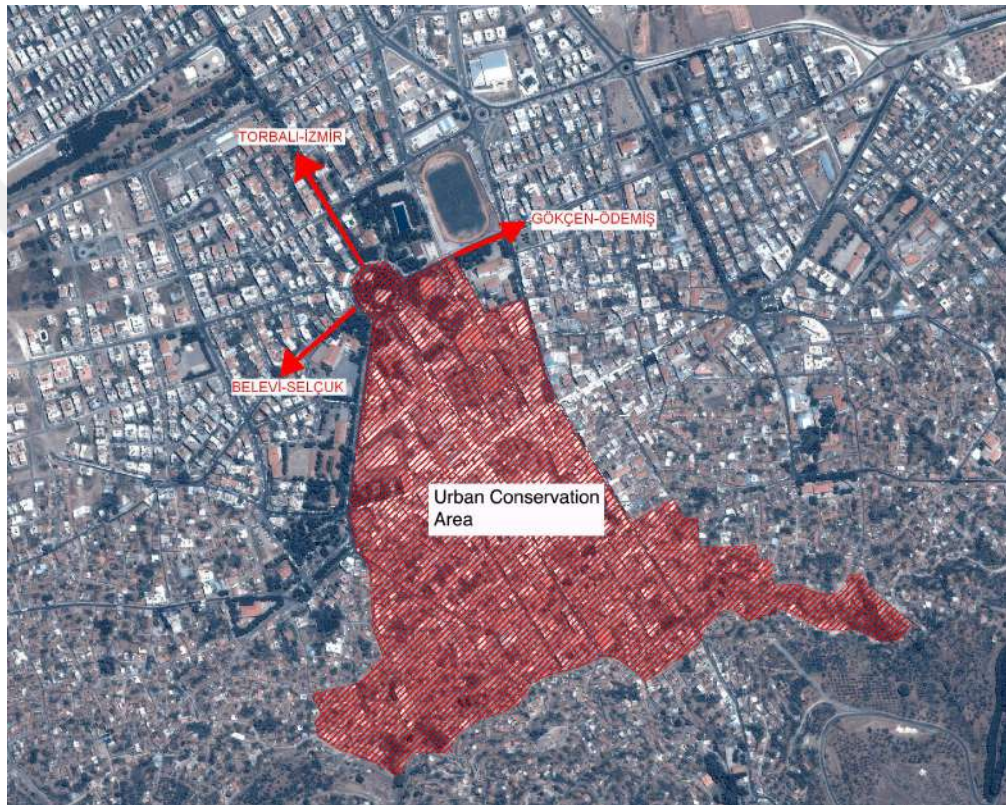 TORBALI-İZMİR
GÖKÇEN-ÖDEMİŞ
BELEVİ-SELÇUK
Urban Conservation
Area